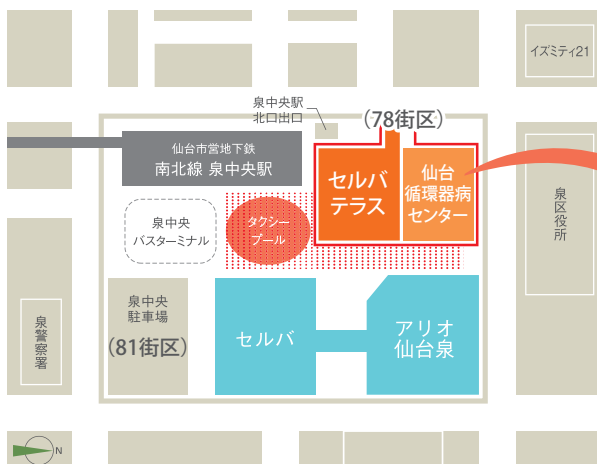 イズミティ21
泉中央駅
北口出口
(78街区)
仙台市営地下鉄
南北線 泉中央駅
セルバ
テラス
仙台
循環器病
センター
泉区役所
泉中央
バスターミナル
タクシー
プール
泉中央
駐車場
(81街区)
セルバ
アリオ
仙台泉
泉警察署
N